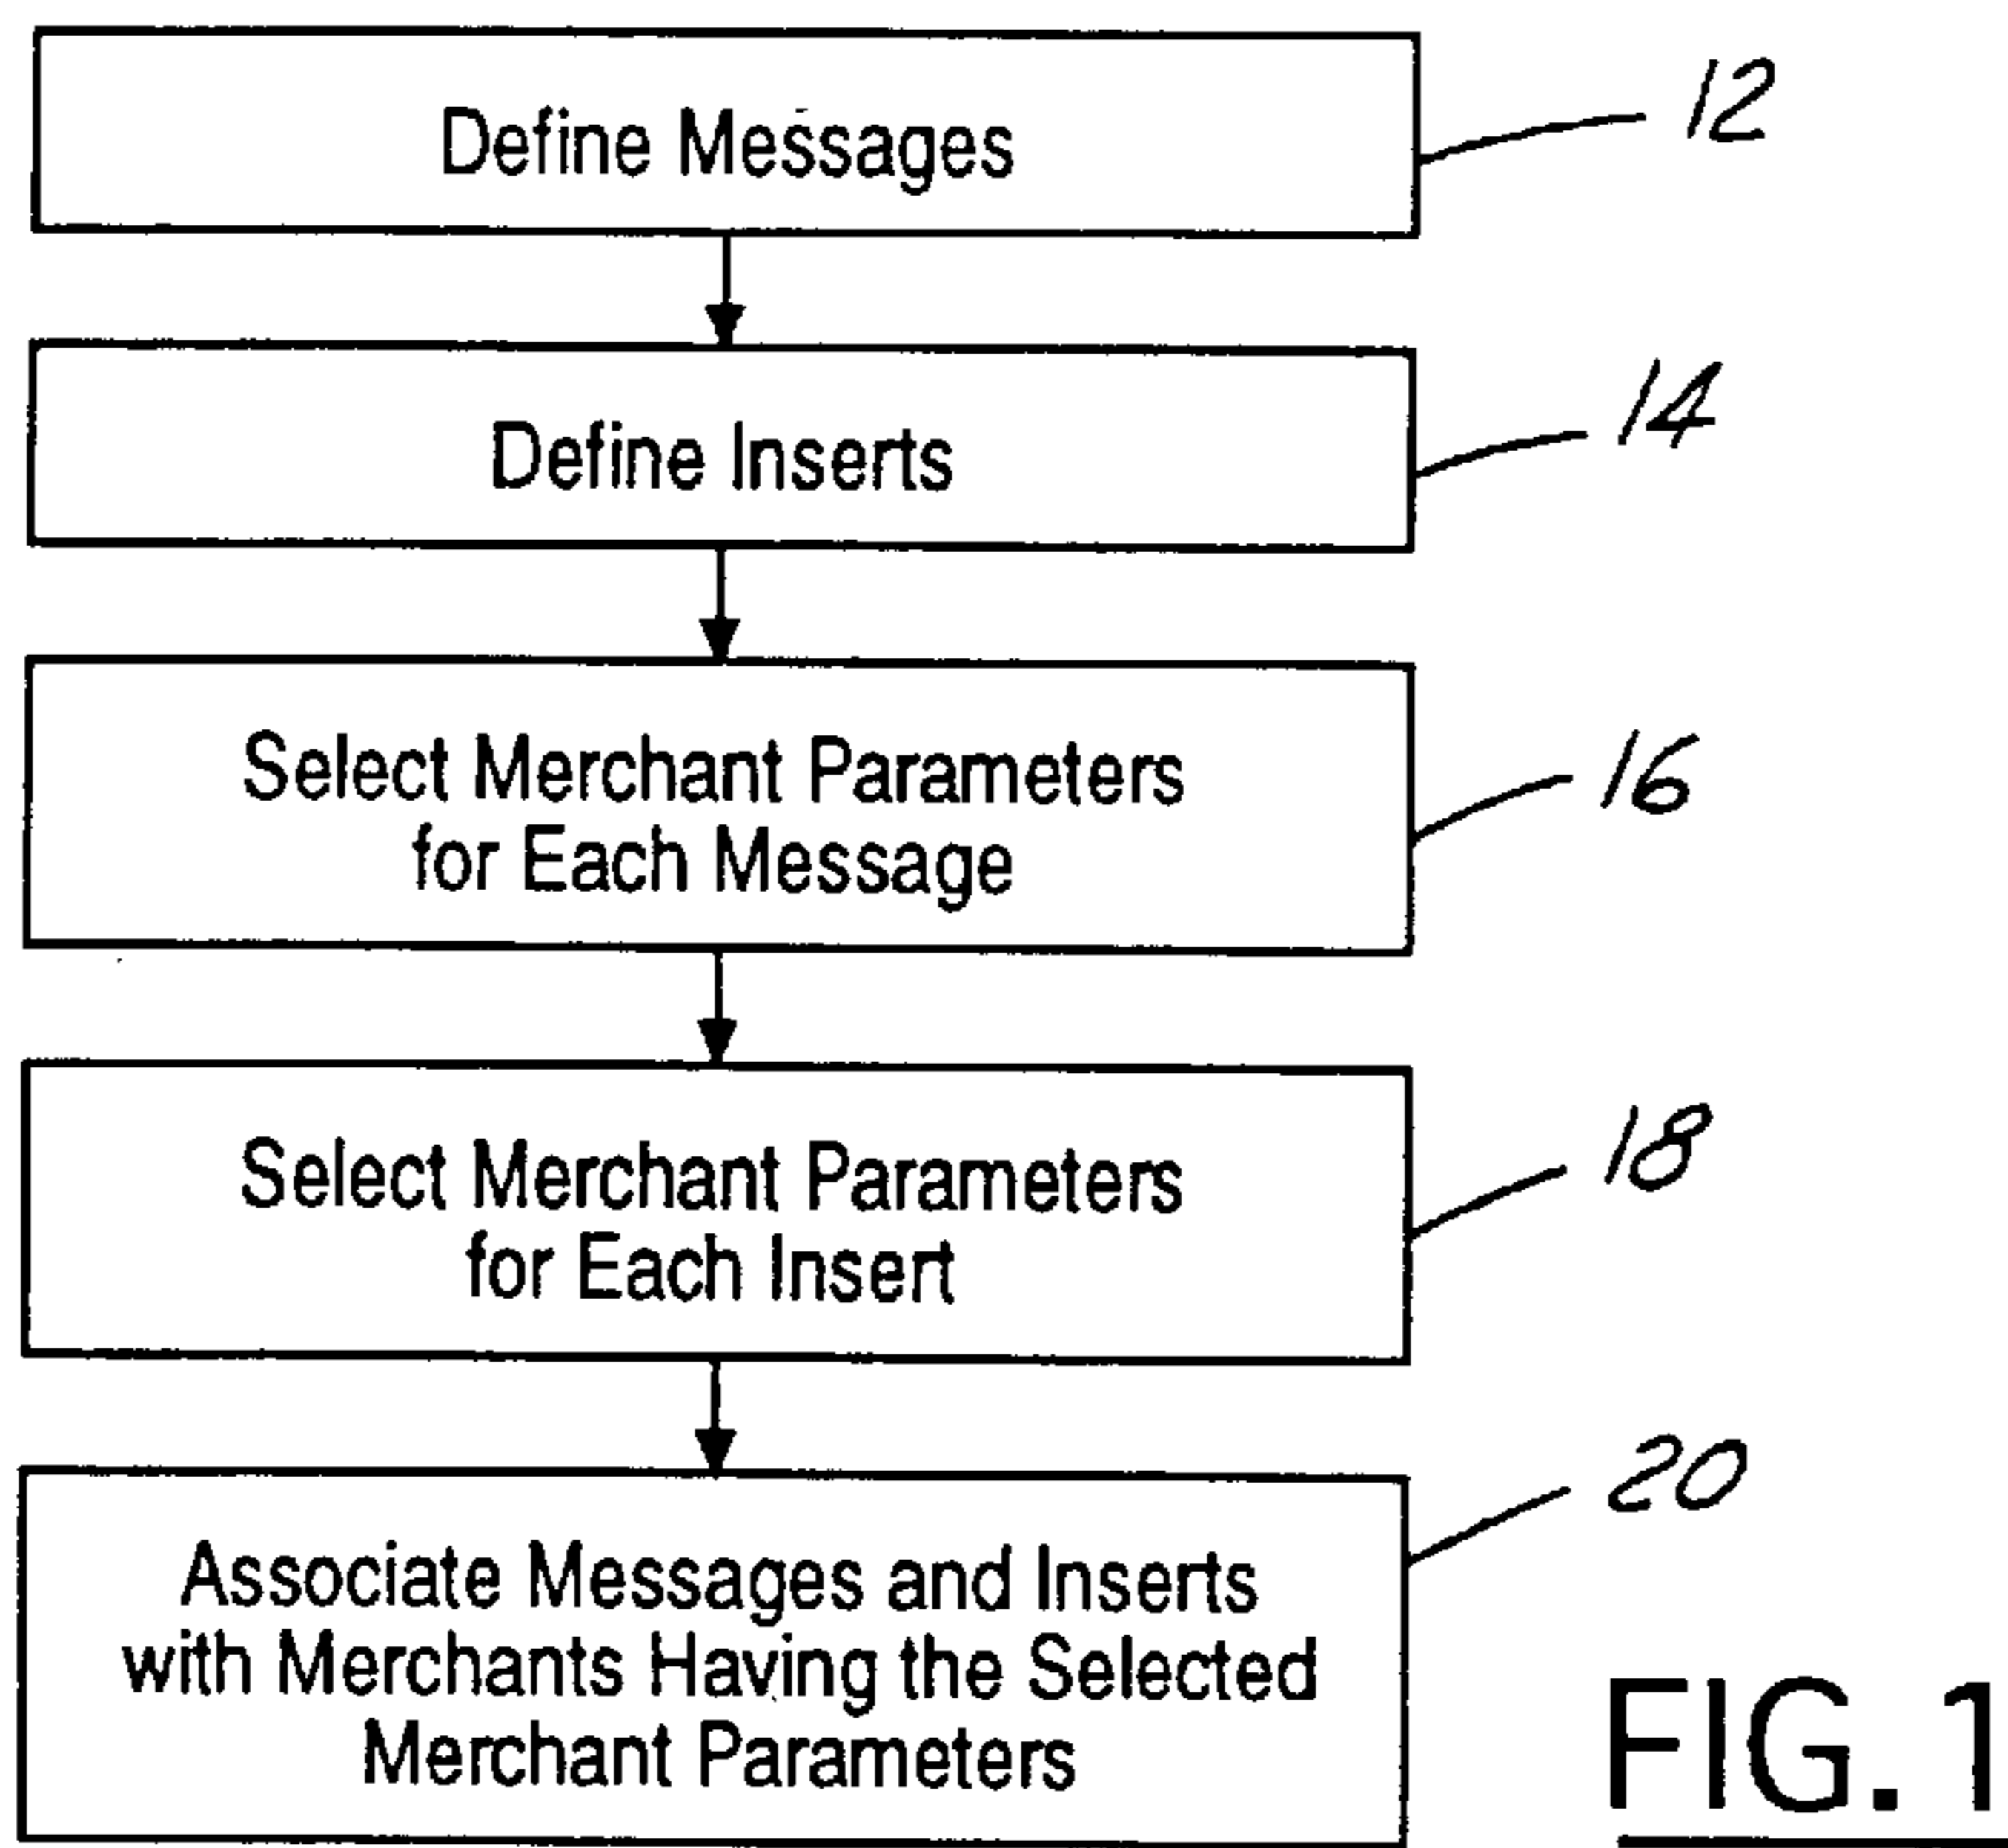 Define Messages
12
Define Inserts
14
Select Merchant Parameters
for Each Message
16
Select Merchant Parameters
for Each Insert
18
Associate Messages and Inserts
with Merchants Having the Selected
Merchant Parameters
20
FIG.1